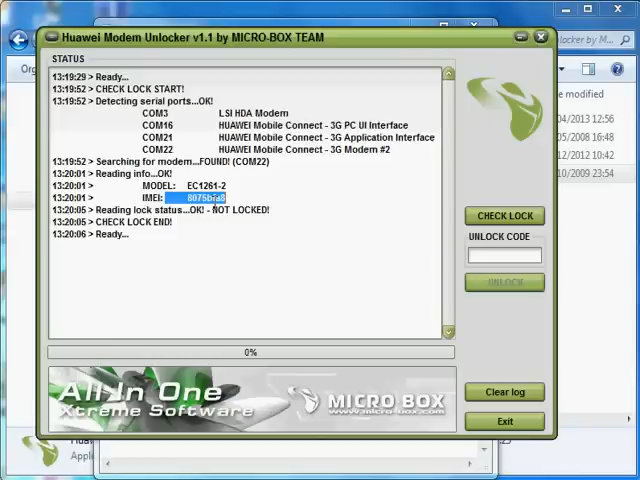 Huawei Modem Unlocker v1.1 by MICRO-BOX TEAM
ocker by M...
Org
e modified
STATUS
13:19:29 > Ready...
13:19:52 > CHECK LOCK START!
13:19:52 > Detecting serial ports...OK!
COM3 LSI HDA Modem
COM16 HUAWEI Mobile Connect - 3G PC UI Interface
COM21 HUAWEI Mobile Connect - 3G Application Interface
COM22 HUAWEI Mobile Connect - 3G Modem #2
13:19:52 > Searching for modem...FOUND! (COM22)
13:20:01 > Reading info...OK!
13:20:01 > MODEL: EC1261-2
13:20:01 > IMEI:
13:20:05 > Reading lock status...OK! - NOT LOCKED!
13:20:05 > CHECK LOCK END!
13:20:06 > Ready...
04/2013 12:56
05/2008 16:48
12/2012 10:42
10/2009 23:54
CHECK LOCK
UNLOCK CODE
UNLOCK
0%
All In One
Xtreme Software
MICRO BOX
www.micro-box.com
Clear log
Exit